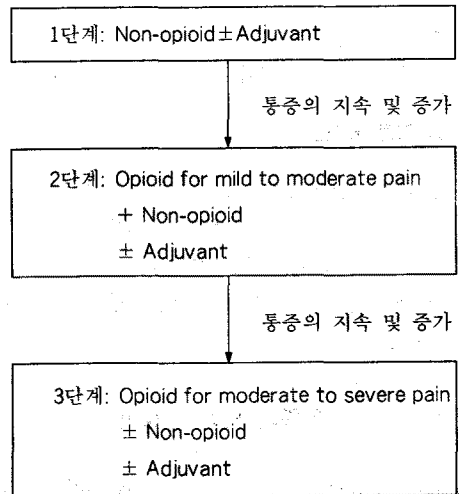 1단계: Non-opioid±Adjuvant
통증의 지속 및 증가
2단계: Opioid for mild to moderate pain
+ Non-opioid
± Adjuvant
통증의 지속 및 증가
3단계: Opioid for moderate to severe pain
± Non-opioid
± Adjuvant